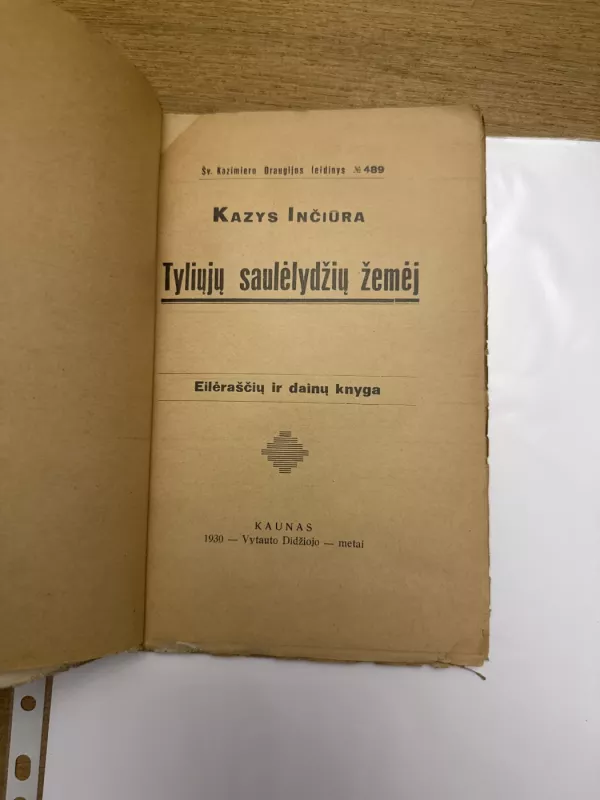 Šv. Kazimiero Draugijos leidinys № 489
KAZYS INČIŪRA
Tyliųjų saulėlydžių žemėj
Eilėraščių ir dainų knyga
KAUNAS
1930 — Vytauto Didžiojo — metai